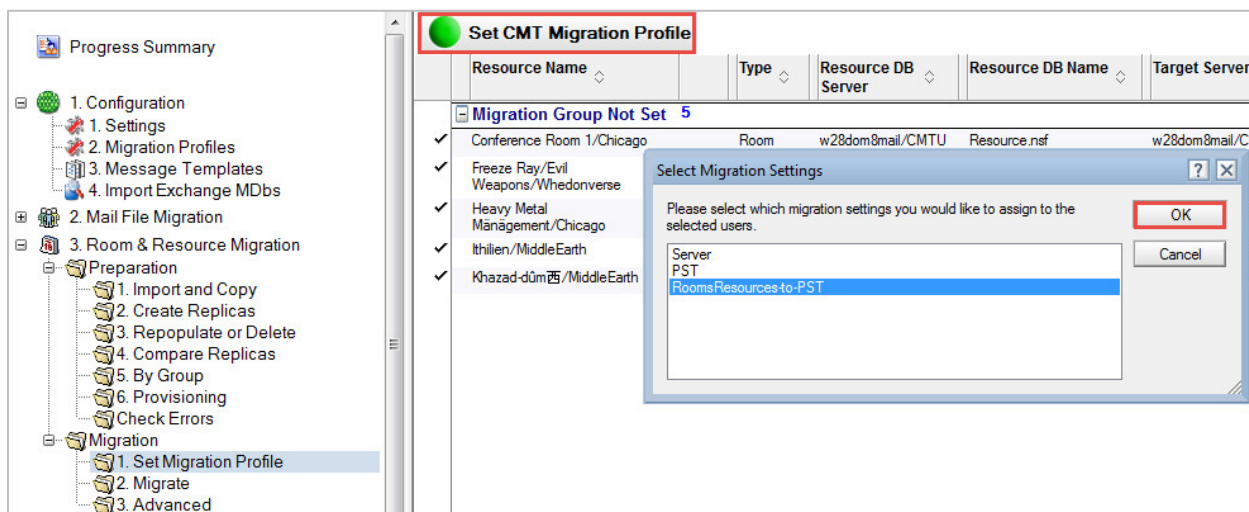 Progress Summary
1. Configuration
1. Settings
2. Migration Profiles
3. Message Templates
4. Import Exchange MDbs
2. Mail File Migration
3. Room & Resource Migration
Preparation
1. Import and Copy
2. Create Replicas
3. Repopulate or Delete
4. Compare Replicas
5. By Group
6. Provisioning
Check Errors
Migration
1. Set Migration Profile
2. Migrate
3. Advanced
Set CMT Migration Profile
Resource Name Type Resource DB Server Resource DB Name Target Server
Migration Group Not Set 5
Conference Room 1/Chicago Room w28dom8mail/CMTU Resource.nsf w28dom8mail/C
Freeze Ray/Evil
Weapons/Whedonverse
Heavy Metal
Mänägement/Chicago
Ithilien/MiddleEarth
Khazad-dûm西/MiddleEarth
Select Migration Settings
Please select which migration settings you would like to assign to the
selected users.
Server
PST
RoomsResources-to-PST
OK
Cancel